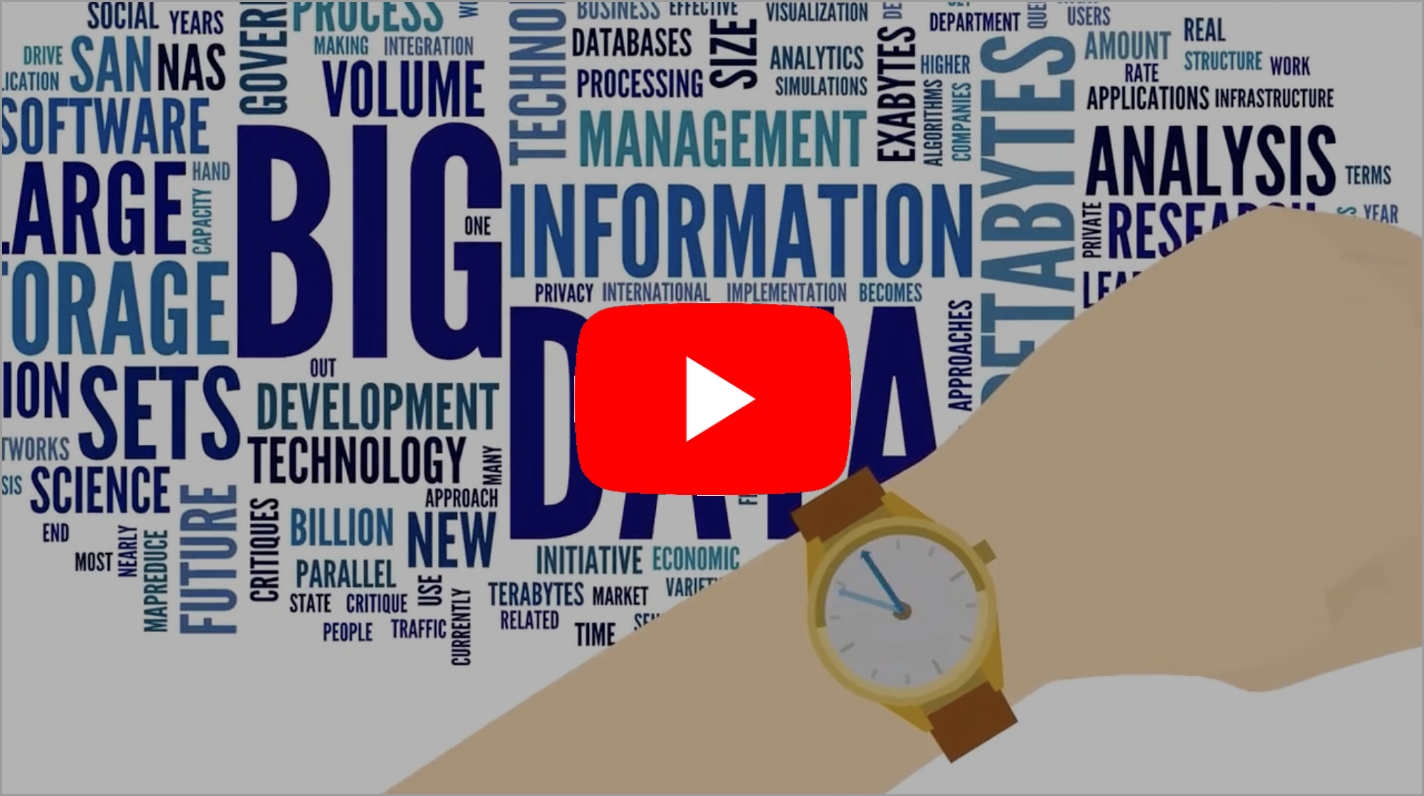 SOCIAL YEARS
PROCESS
BUSINESS EFFECTIVE
VISUALIZATION
DEPARTMENT
USERS
REAL
DRIVE
MAKING INTEGRATION
DATABASES
SIZE
ANALYTICS
HIGHER
AMOUNT
STRUCTURE
SAN NAS
VOLUME
PROCESSING
SIMULATIONS
EXABYTES
ALGORITHMS
COMPANIES
RATE
WORK
APPLICATIONS INFRASTRUCTURE
SOFTWARE
MANAGEMENT
ANALYSIS
TERMS
HAND
CAPACITY
BIG
ONE
INFORMATION
PRIVATE
YEAR
PRIVACY INTERNATIONAL IMPLEMENTATION BECOMES
APPROACHES
OUT
DATA
SETS
DEVELOPMENT
TECHNOLOGY
MANY
SCIENCE
APPROACH
END
FUTURE
CRITIQUES
BILLION
NEW
MOST
NEARLY
MAPREDUCE
PARALLEL
INITIATIVE ECONOMIC
STATE CRITIQUE
USE
CURRENTLY
TERABYTES MARKET
PEOPLE TRAFFIC
RELATED
TIME